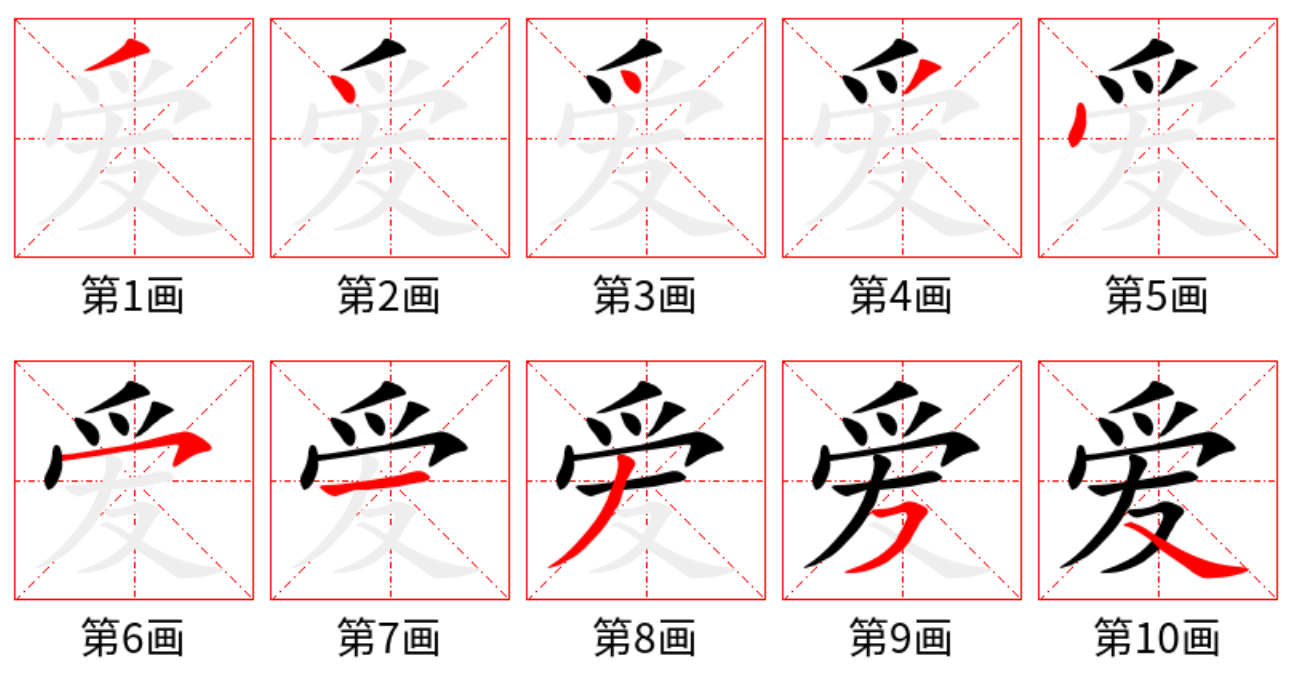 爱 爱 爱 爱 爱
第1画 第2画 第3画 第4画 第5画
爱 爱 爱 爱 爱
第6画 第7画 第8画 第9画 第10画